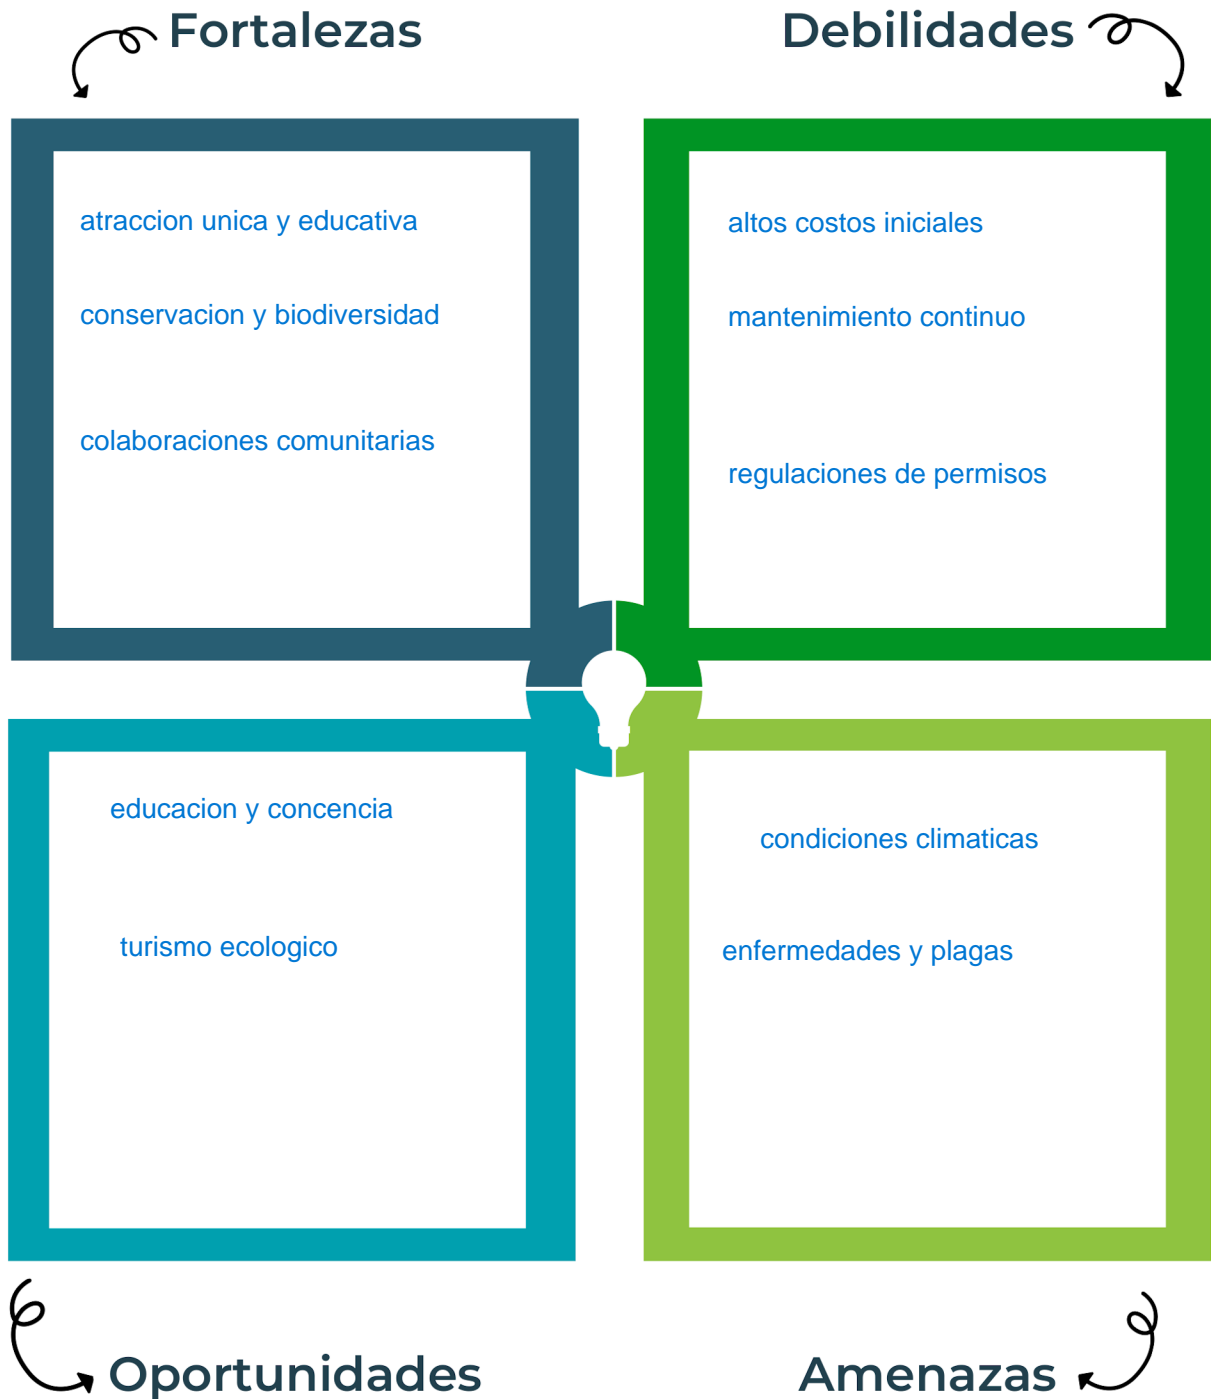 Fortalezas
atraccion unica y educativa
conservacion y biodiversidad
colaboraciones comunitarias
Debilidades
altos costos iniciales
mantenimiento continuo
regulaciones de permisos
educacion y concencia
turismo ecologico
Oportunidades
condiciones climaticas
enfermedades y plagas
Amenazas